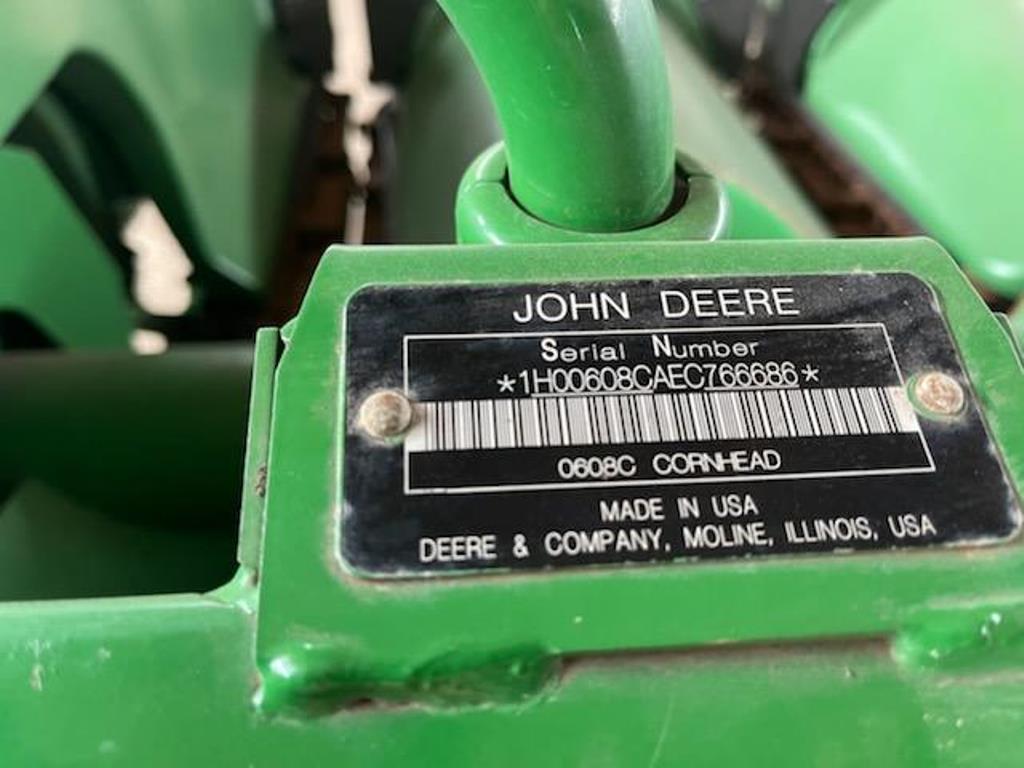 JOHN DEERE
Serial Number
*1H00608CAEC766686*
0608C CORNHEAD
MADE IN USA
DEERE & COMPANY, MOLINE, ILLINOIS, USA